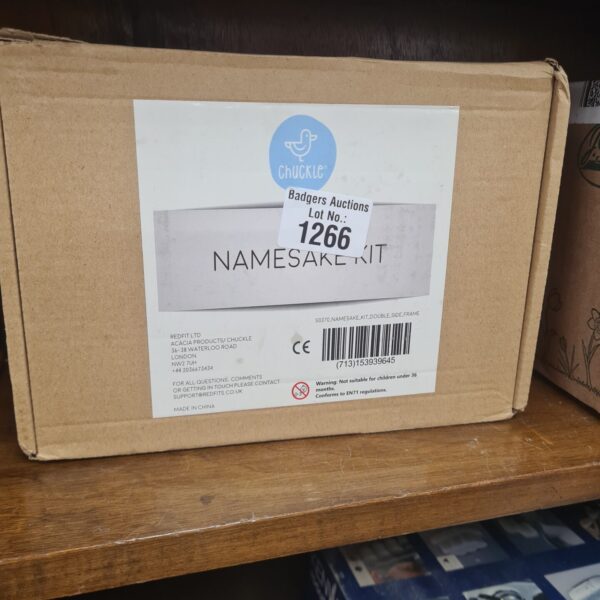 chuckle
Badgers Auctions
Lot No.:
1266
NAMESAKE KIT
S0270_NAMESAKE_KIT_DOUBLE_SIDE_FRAME
REDFIT LTD
ACACIA PRODUCTS/ CHUCKLE
36-38 WATERLOO ROAD
LONDON
NW2 7UH
+44 2036673434
FOR ALL QUESTIONS. COMMENTS
OR GETTING IN TOUCH PLEASE CONTACT
SUPPORT@REDFITS.CO.UK
MADE IN CHINA
CE
(713)153939645
Warning: Not suitable for children under 36
months.
Conforms to EN71 regulations.